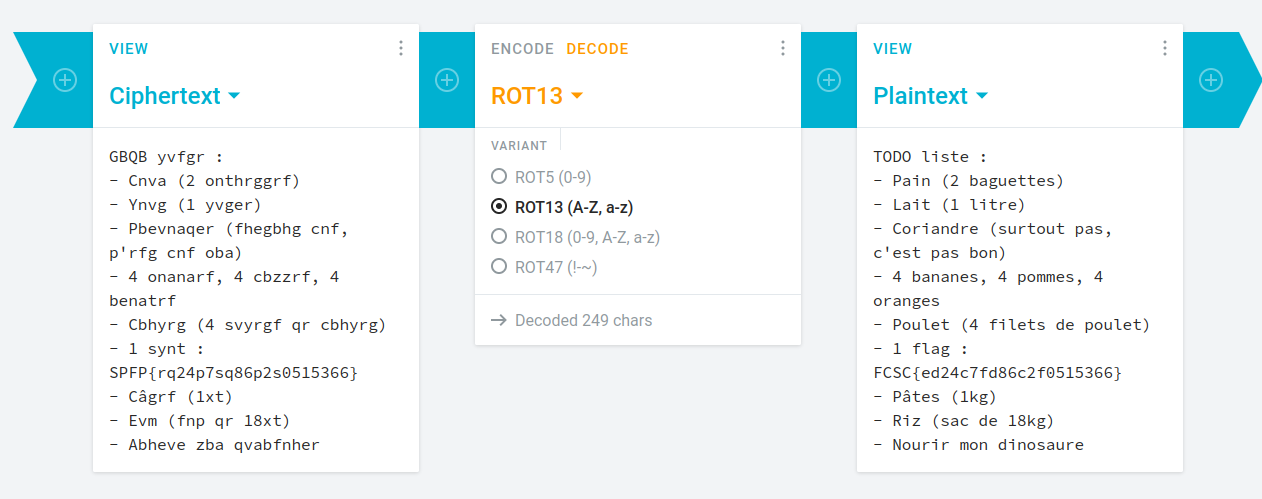 VIEW
Ciphertext
GBQB yvfgr :
- Cnva (2 onthrggrf)
- Ynvg (1 yvger)
- Pbevnaqer (fhegbhg cnf,
p'rfg cnf oba)
- 4 onanarf, 4 cbzzrf, 4
benatrf
- Cbhyrg (4 svyrgf qr cbhyrg)
- 1 synt :
SPFP{rq24p7sq86p2s0515366}
- Câgrf (1xt)
- Evm (fnp qr 18xt)
- Abheve zba qvabfnher
ENCODE DECODE
ROT13
VARIANT
ROT5 (0-9)
ROT13 (A-Z, a-z)
ROT18 (0-9, A-Z, a-z)
ROT47 (!-~)
→ Decoded 249 chars
VIEW
Plaintext
TODO liste :
- Pain (2 baguettes)
- Lait (1 litre)
- Coriandre (surtout pas,
c'est pas bon)
- 4 bananes, 4 pommes, 4
oranges
- Poulet (4 filets de poulet)
- 1 flag :
FCSC{ed24c7fd86c2f0515366}
- Pâtes (1kg)
- Riz (sac de 18kg)
- Nourir mon dinosaure